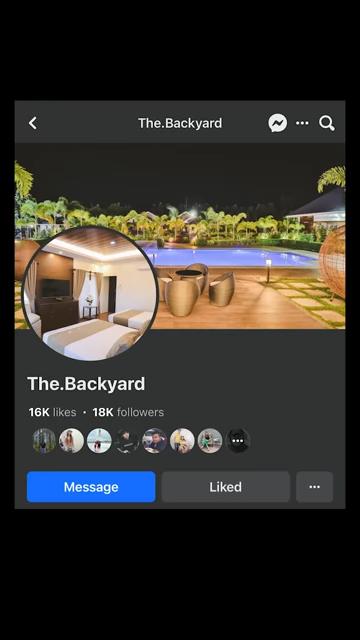 The.Backyard
The.Backyard
16K likes • 18K followers
Message
Liked